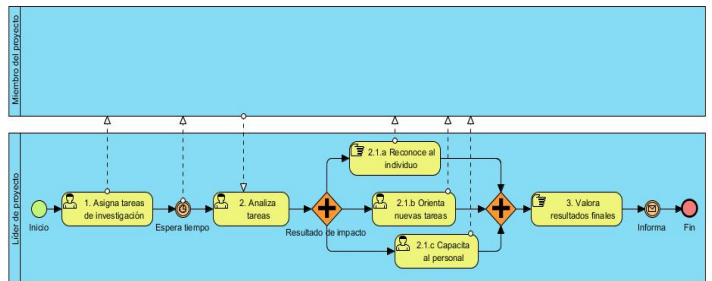 Miembro del proyecto
Líder de proyecto
Inicio
1. Asigna tareas
de investigación
Espera tiempo
2. Analiza
tareas
Resultado de impacto
2.1.a Reconoce al
individuo
2.1.b Orienta
nuevas tareas
2.1.c Capacita
al personal
3. Valora
resultados finales
Informa
Fin